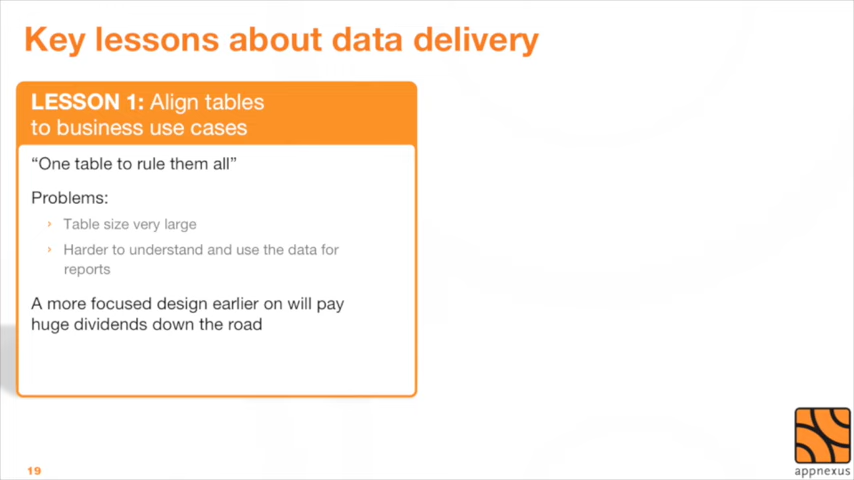 Key lessons about data delivery
LESSON 1: Align tables
to business use cases
“One table to rule them all”
Problems:
› Table size very large
› Harder to understand and use the data for
reports
A more focused design earlier on will pay
huge dividends down the road
19
appnexus